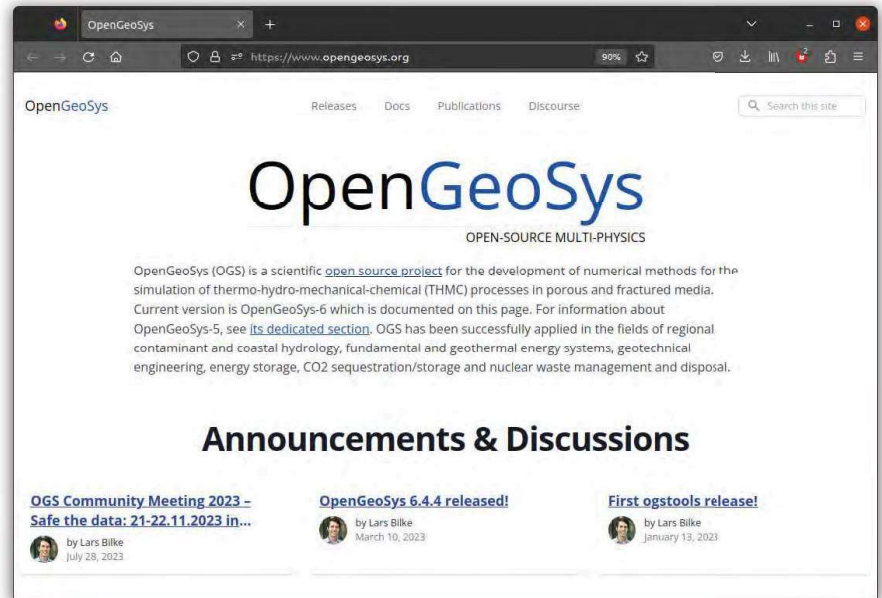 OpenGeoSys
https://www.opengeosys.org
90%
2
OpenGeoSys
Releases
Docs
Publications
Discourse
Search this site
OpenGeoSys
OPEN-SOURCE MULTI-PHYSICS
OpenGeoSys (OGS) is a scientific open source project for the development of numerical methods for the
simulation of thermo-hydro-mechanical-chemical (THMC) processes in porous and fractured media.
Current version is OpenGeoSys-6 which is documented on this page. For information about
OpenGeoSys-5, see its dedicated section. OGS has been successfully applied in the fields of regional
contaminant and coastal hydrology, fundamental and geothermal energy systems, geotechnical
engineering, energy storage, CO2 sequestration/storage and nuclear waste management and disposal.
Announcements & Discussions
OGS Community Meeting 2023 –
Safe the data: 21-22.11.2023 in...
by Lars Bilke
July 28, 2023
OpenGeoSys 6.4.4 released!
by Lars Bilke
March 10, 2023
First ogstools release!
by Lars Bilke
January 13, 2023